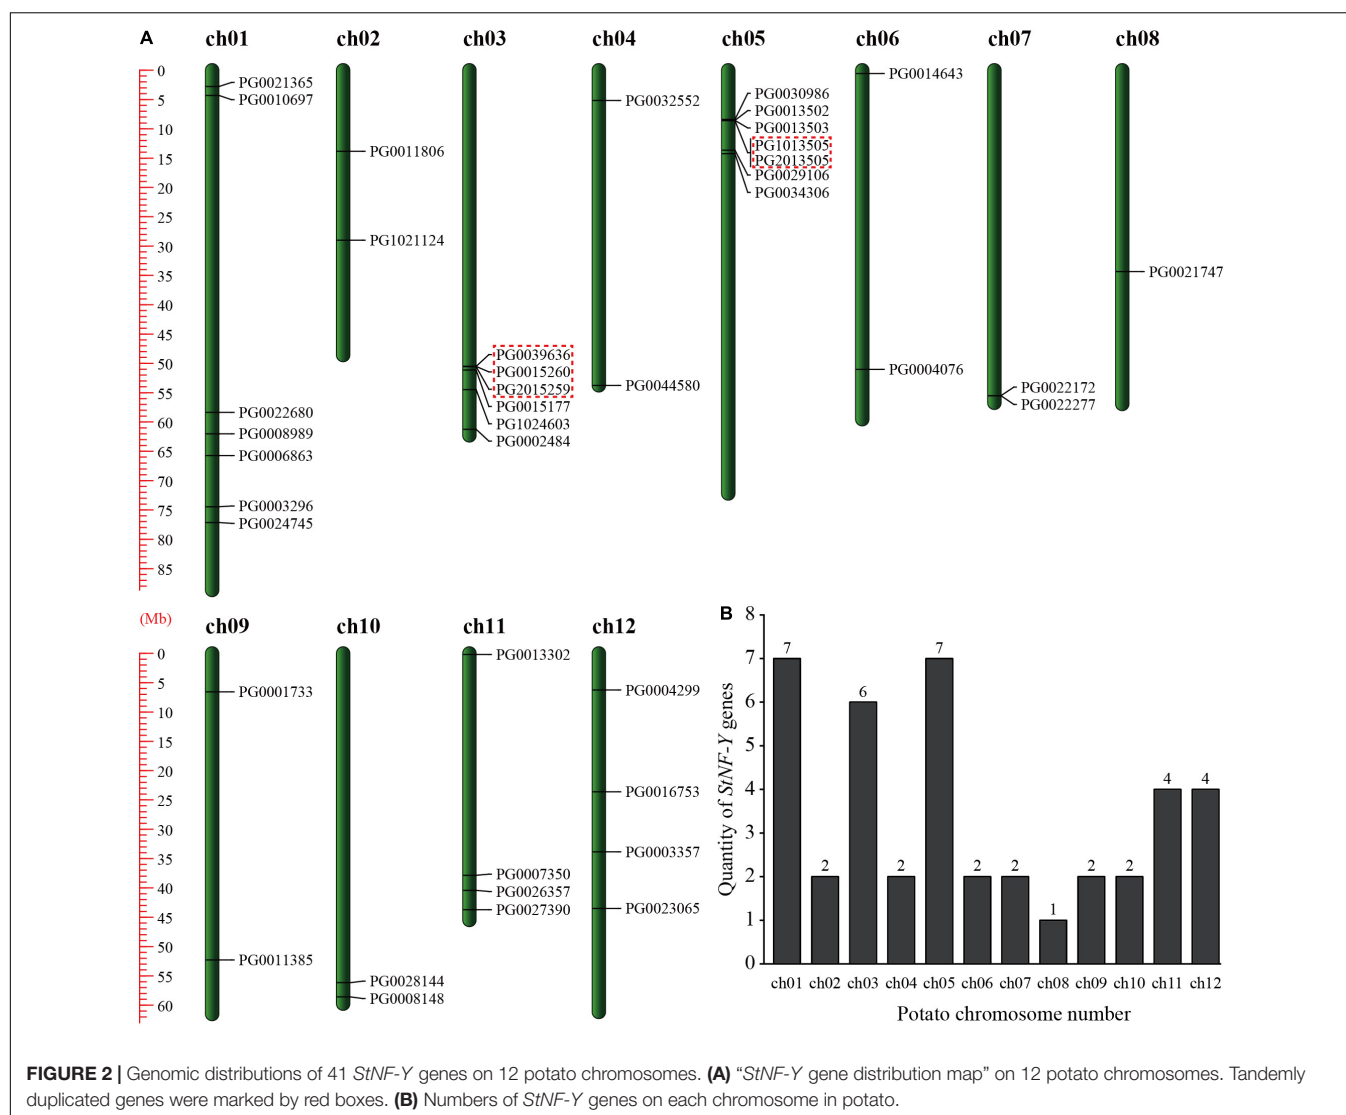 A
ch01 ch02 ch03 ch04 ch05 ch06 ch07 ch08
0
5
10
15
20
25
30
35
40
45
50
55
60
65
70
75
80
85
(Mb)
PG0021365
PG0010697
PG0022680
PG0008989
PG0006863
PG0003296
PG0024745
PG0011806
PG1021124
PG0039636
PG0015260
PG2015259
PG0015177
PG1024603
PG0002484
PG0032552
PG0044580
PG0030986
PG0013502
PG0013503
PG1013505
PG2013505
PG0029106
PG0034306
PG0014643
PG0004076
PG0022172
PG0022277
PG0021747
ch09 ch10 ch11 ch12
0
5
10
15
20
25
30
35
40
45
50
55
60
PG0001733
PG0011385
PG0028144
PG0008148
PG0013302
PG0007350
PG0026357
PG0027390
PG0004299
PG0016753
PG0003357
PG0023065
B
Quantity of StNF-Y genes
8
7
6
5
4
3
2
1
0
7 2 6 2 7 2 2 1 2 2 4 4
ch01 ch02 ch03 ch04 ch05 ch06 ch07 ch08 ch09 ch10 ch11 ch12
Potato chromosome number
FIGURE 2 | Genomic distributions of 41 StNF-Y genes on 12 potato chromosomes. (A) “StNF-Y gene distribution map” on 12 potato chromosomes. Tandemly
duplicated genes were marked by red boxes. (B) Numbers of StNF-Y genes on each chromosome in potato.